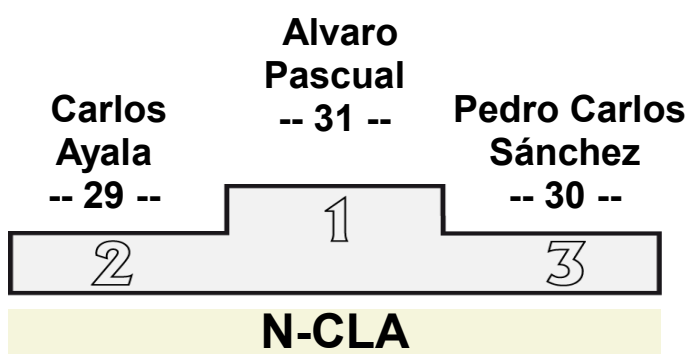 Alvaro
Pascual
-- 31 --
Carlos
Ayala
-- 29 --
Pedro Carlos
Sánchez
-- 30 --
1
2
3
N-CLA